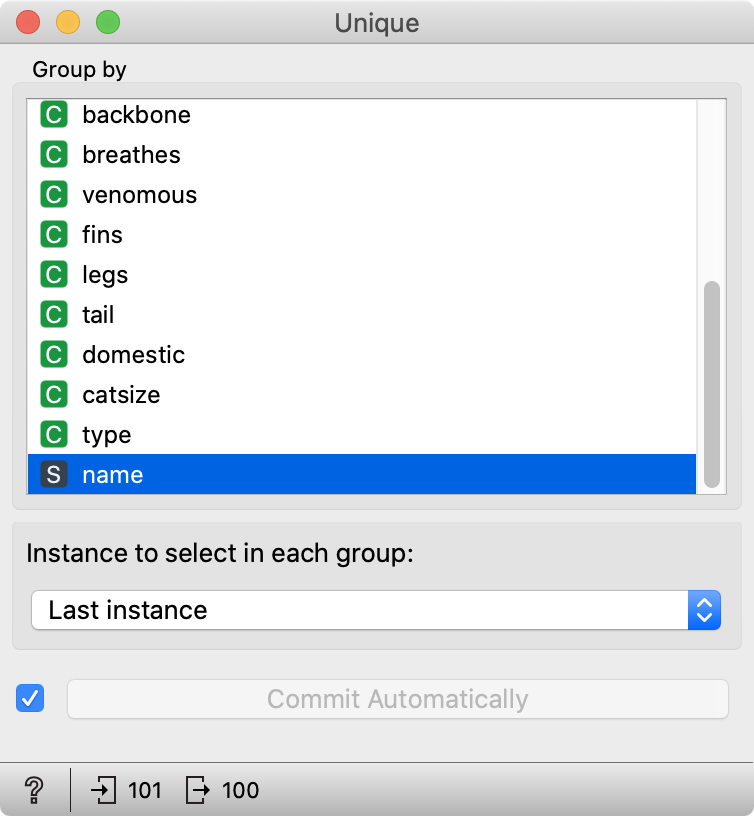 Unique
Group by
C backbone
C breathes
C venomous
C fins
C legs
C tail
C domestic
C catsize
C type
S name
Instance to select in each group:
Last instance
Commit Automatically
? 101 100